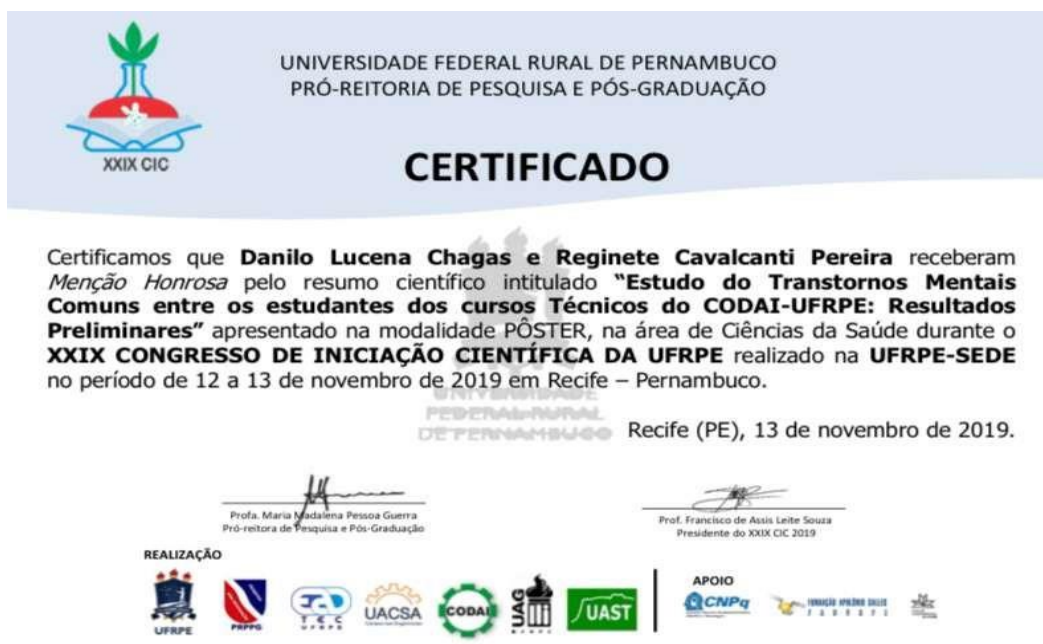 UNIVERSIDADE FEDERAL RURAL DE PERNAMBUCO
PRÓ-REITORIA DE PESQUISA E PÓS-GRADUAÇÃO
XXIX CIC
CERTIFICADO
Certificamos que Danilo Lucena Chagas e Reginete Cavalcanti Pereira receberam
Menção Honrosa pelo resumo científico intitulado “Estudo do Transtornos Mentais
Comuns entre os estudantes dos cursos Técnicos do CODAI-UFRPE: Resultados
Preliminares” apresentado na modalidade PÔSTER, na área de Ciências da Saúde durante o
XXIX CONGRESSO DE INICIAÇÃO CIENTÍFICA DA UFRPE realizado na UFRPE-SEDE
no período de 12 a 13 de novembro de 2019 em Recife – Pernambuco.
UNIVERSIDADE
FEDERAL RURAL
DE PERNAMBUCO
Recife (PE), 13 de novembro de 2019.
Profa. Maria Madalena Pessoa Guerra
Pró-reitora de Pesquisa e Pós-Graduação
Prof. Francisco de Assis Leite Souza
Presidente do XXIX CIC 2019
REALIZAÇÃO
UFRPE
PRPPG
TEC
UFRPE
UACSA
CODAI
UAG
UAST
APOIO
CNPq
FUNDAÇÃO APOLÔNIO SALLES
FADURPE